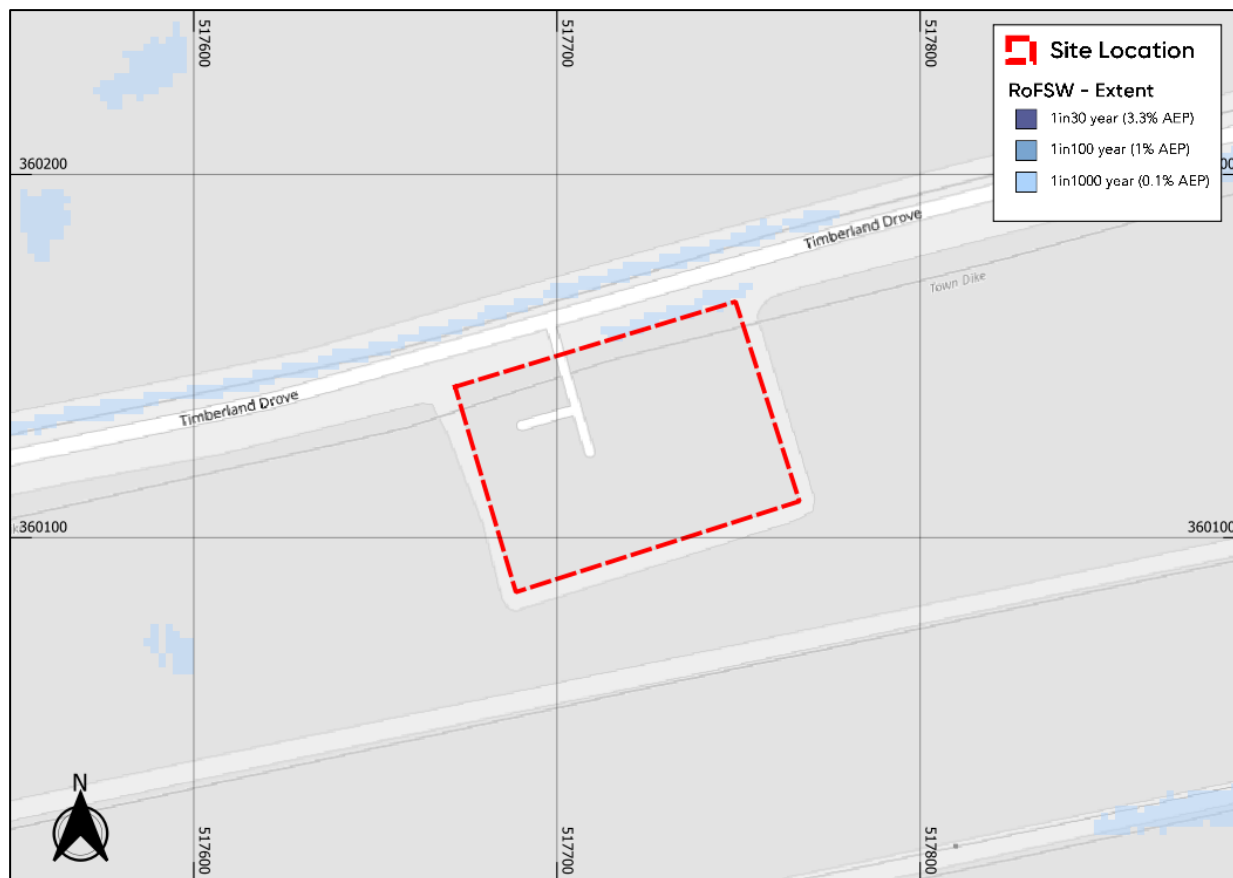 517600
517700
517800
Site Location
RoFSW - Extent
1in30 year (3.3% AEP)
1in100 year (1% AEP)
1in1000 year (0.1% AEP)
360200
Timberland Drove
Town Dike
Timberland Drove
360100
360100
N
517600
517700
517800